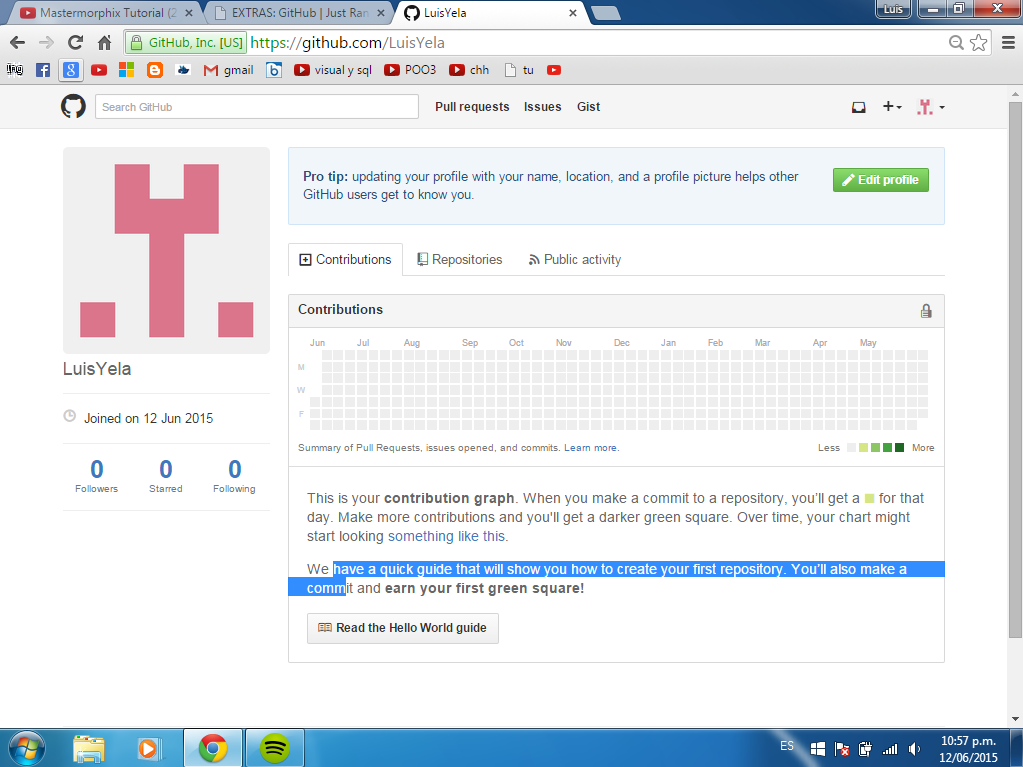 Mastermorphix Tutorial (2
EXTRAS: GitHub | Just Ran
LuisYela
Luis
GitHub, Inc. [US]
https://github.com/LuisYela
gmail
visual y sql
POO3
chh
tu
Search GitHub
Pull requests
Issues
Gist
Pro tip: updating your profile with your name, location, and a profile picture helps other
GitHub users get to know you.
Edit profile
Contributions
Repositories
Public activity
Contributions
Jun Jul Aug Sep Oct Nov Dec Jan Feb Mar Apr May
M
W
F
Summary of Pull Requests, issues opened, and commits. Learn more.
Less
More
LuisYela
Joined on 12 Jun 2015
0 0 0
Followers Starred Following
This is your contribution graph. When you make a commit to a repository, you'll get a for that
day. Make more contributions and you'll get a darker green square. Over time, your chart might
start looking something like this.
We have a quick guide that will show you how to create your first repository. You'll also make a
commit and earn your first green square!
Read the Hello World guide
ES
10:57 p.m.
12/06/2015